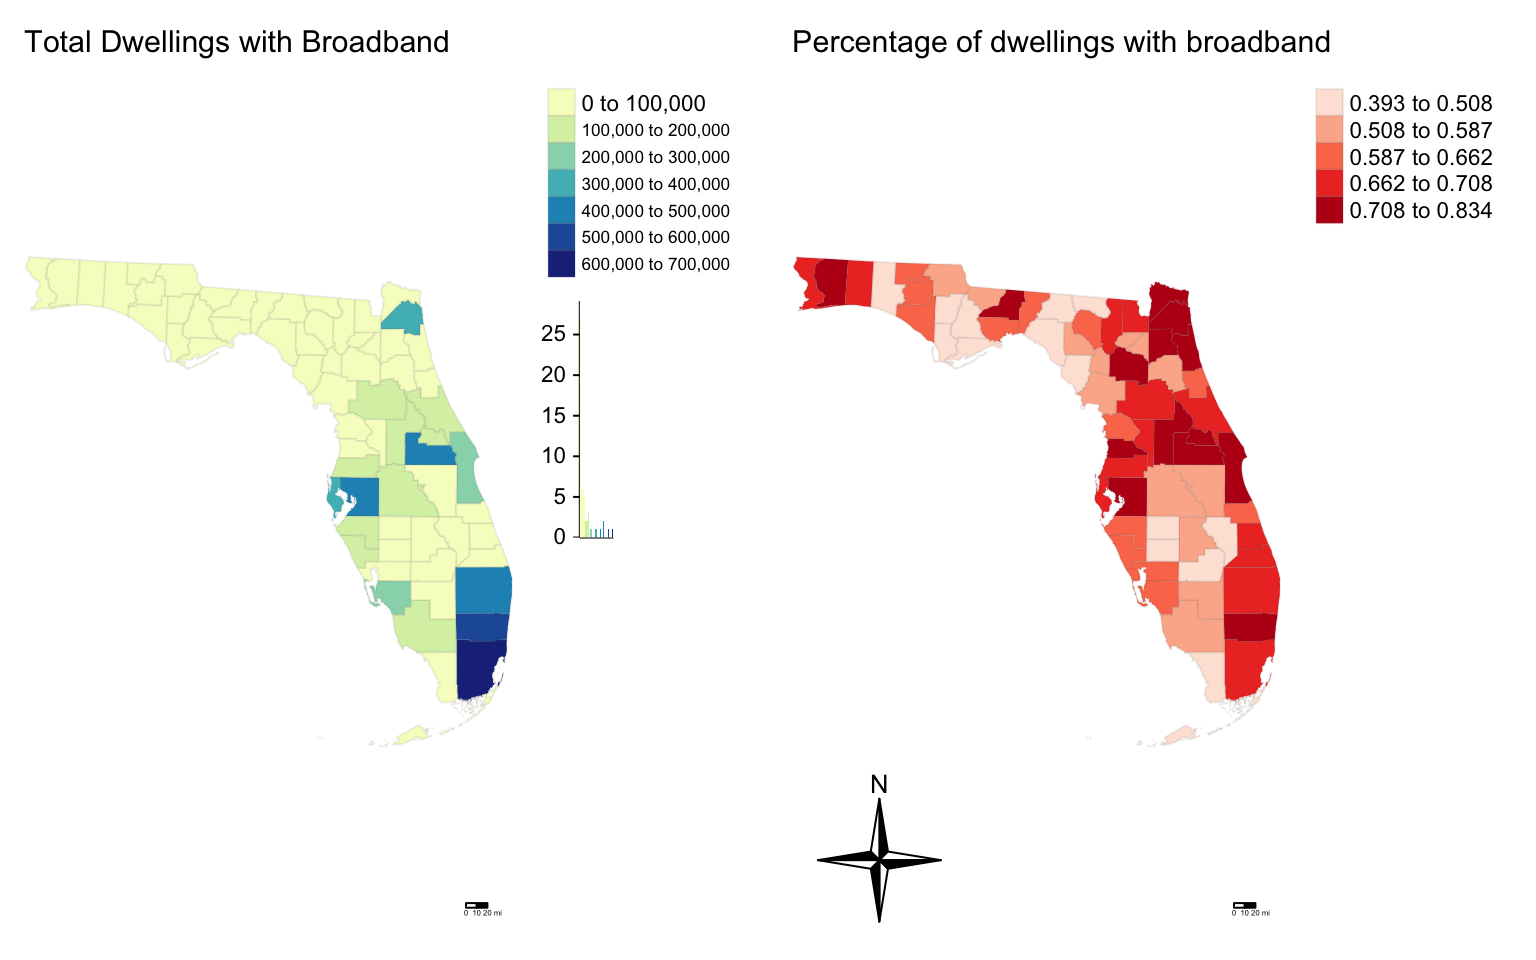 Total Dwellings with Broadband
0 to 100,000
100,000 to 200,000
200,000 to 300,000
300,000 to 400,000
400,000 to 500,000
500,000 to 600,000
600,000 to 700,000
25
20
15
10
5
0
0 10 20 mi
Percentage of dwellings with broadband
0.393 to 0.508
0.508 to 0.587
0.587 to 0.662
0.662 to 0.708
0.708 to 0.834
N
0 10 20 mi